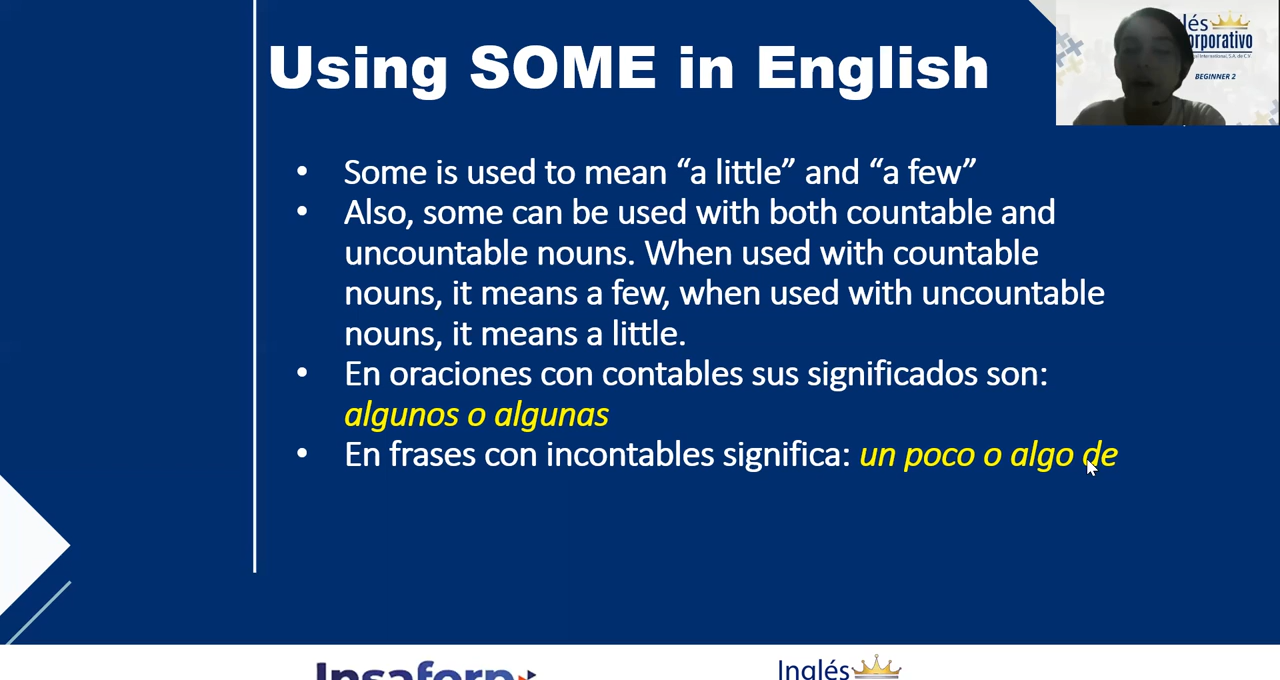 Using SOME in English
• Some is used to mean “a little” and “a few”
• Also, some can be used with both countable and
uncountable nouns. When used with countable
nouns, it means a few, when used with uncountable
nouns, it means a little.
• En oraciones con contables sus significados son:
algunos o algunas
• En frases con incontables significa: un poco o algo de
BEGINNER 2
Insaforp
Inglés